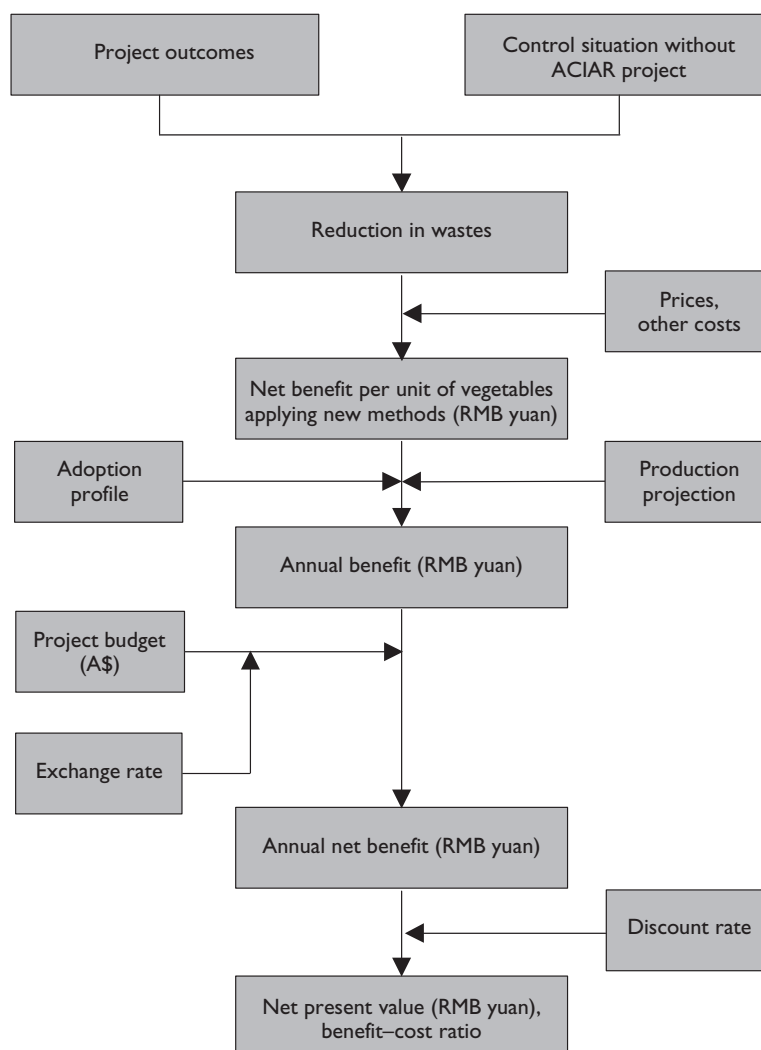 Project outcomes
Control situation without
ACIAR project
Reduction in wastes
Prices,
other costs
Net benefit per unit of vegetables
applying new methods (RMB yuan)
Adoption
profile
Production
projection
Annual benefit (RMB yuan)
Project budget
(A$)
Exchange rate
Annual net benefit (RMB yuan)
Discount rate
Net present value (RMB yuan),
benefit–cost ratio